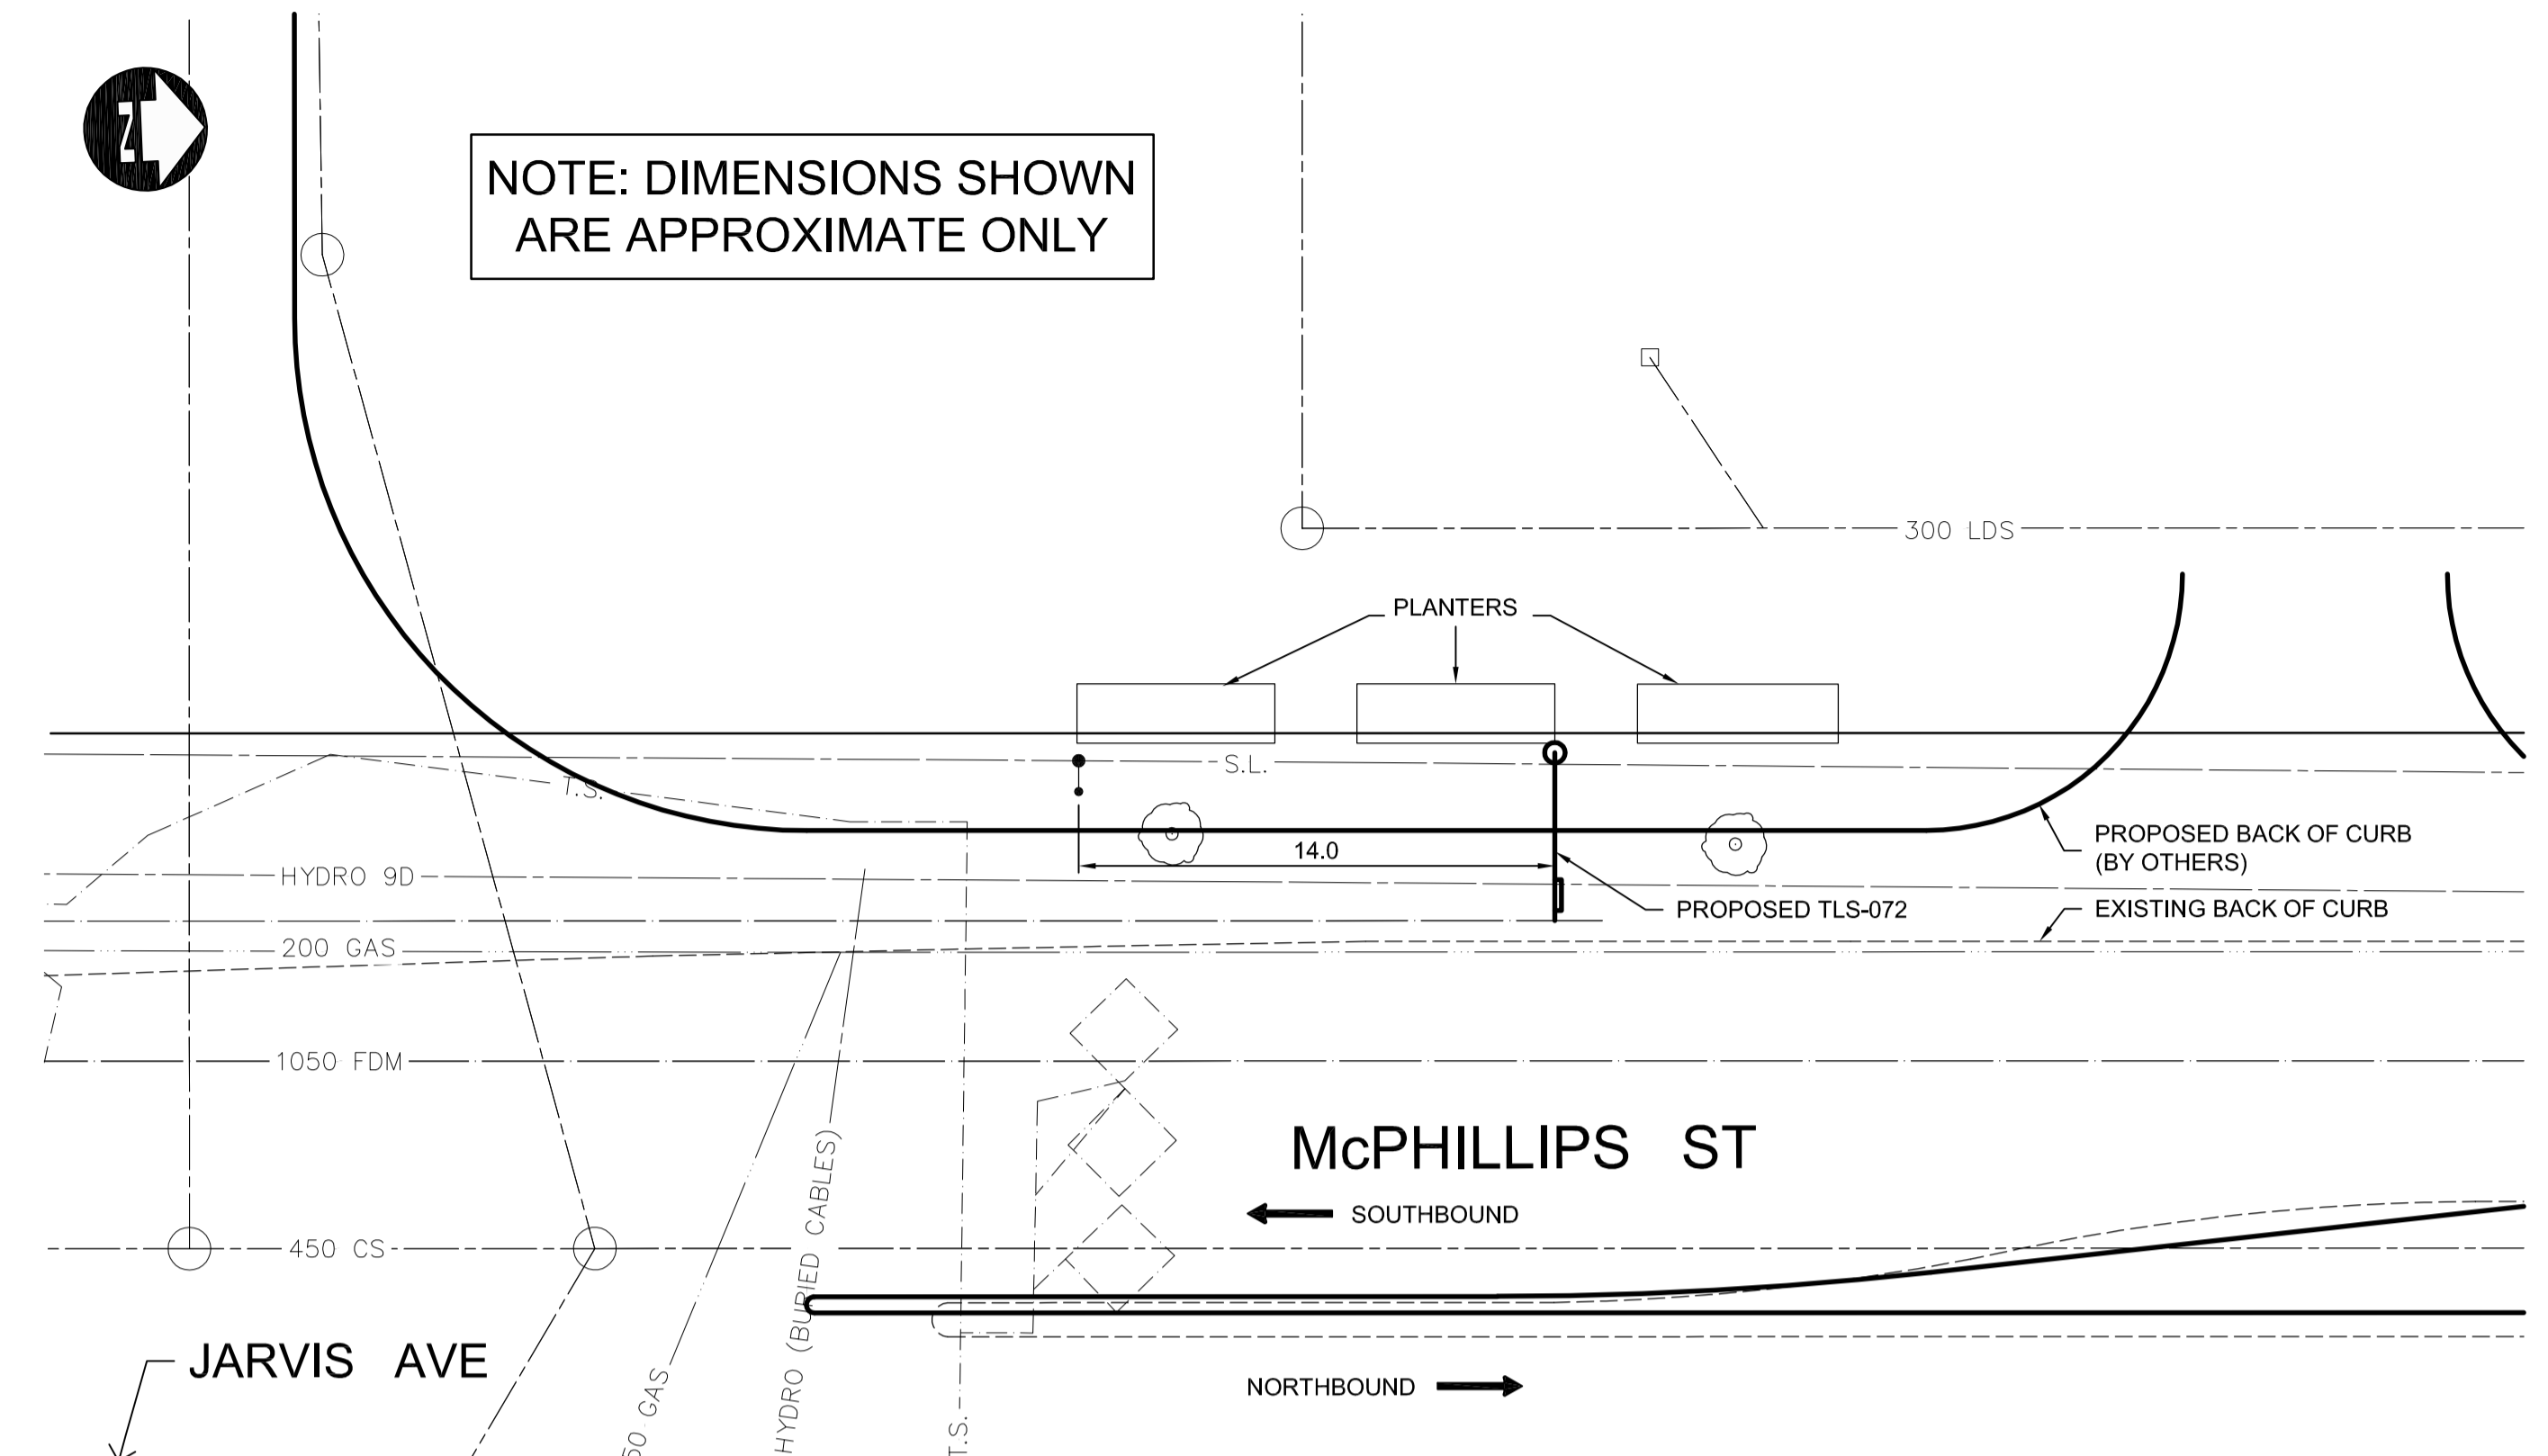 N
NOTE: DIMENSIONS SHOWN
ARE APPROXIMATE ONLY
300 LDS
PLANTERS
S.L.
T.S.
14.0
PROPOSED BACK OF CURB
(BY OTHERS)
HYDRO 9D
PROPOSED TLS-072
EXISTING BACK OF CURB
200 GAS
1050 FDM
McPHILLIPS ST
SOUTHBOUND
450 CS
HYDRO (BURIED CABLES)
JARVIS AVE
NORTHBOUND
50 GAS
T.S.